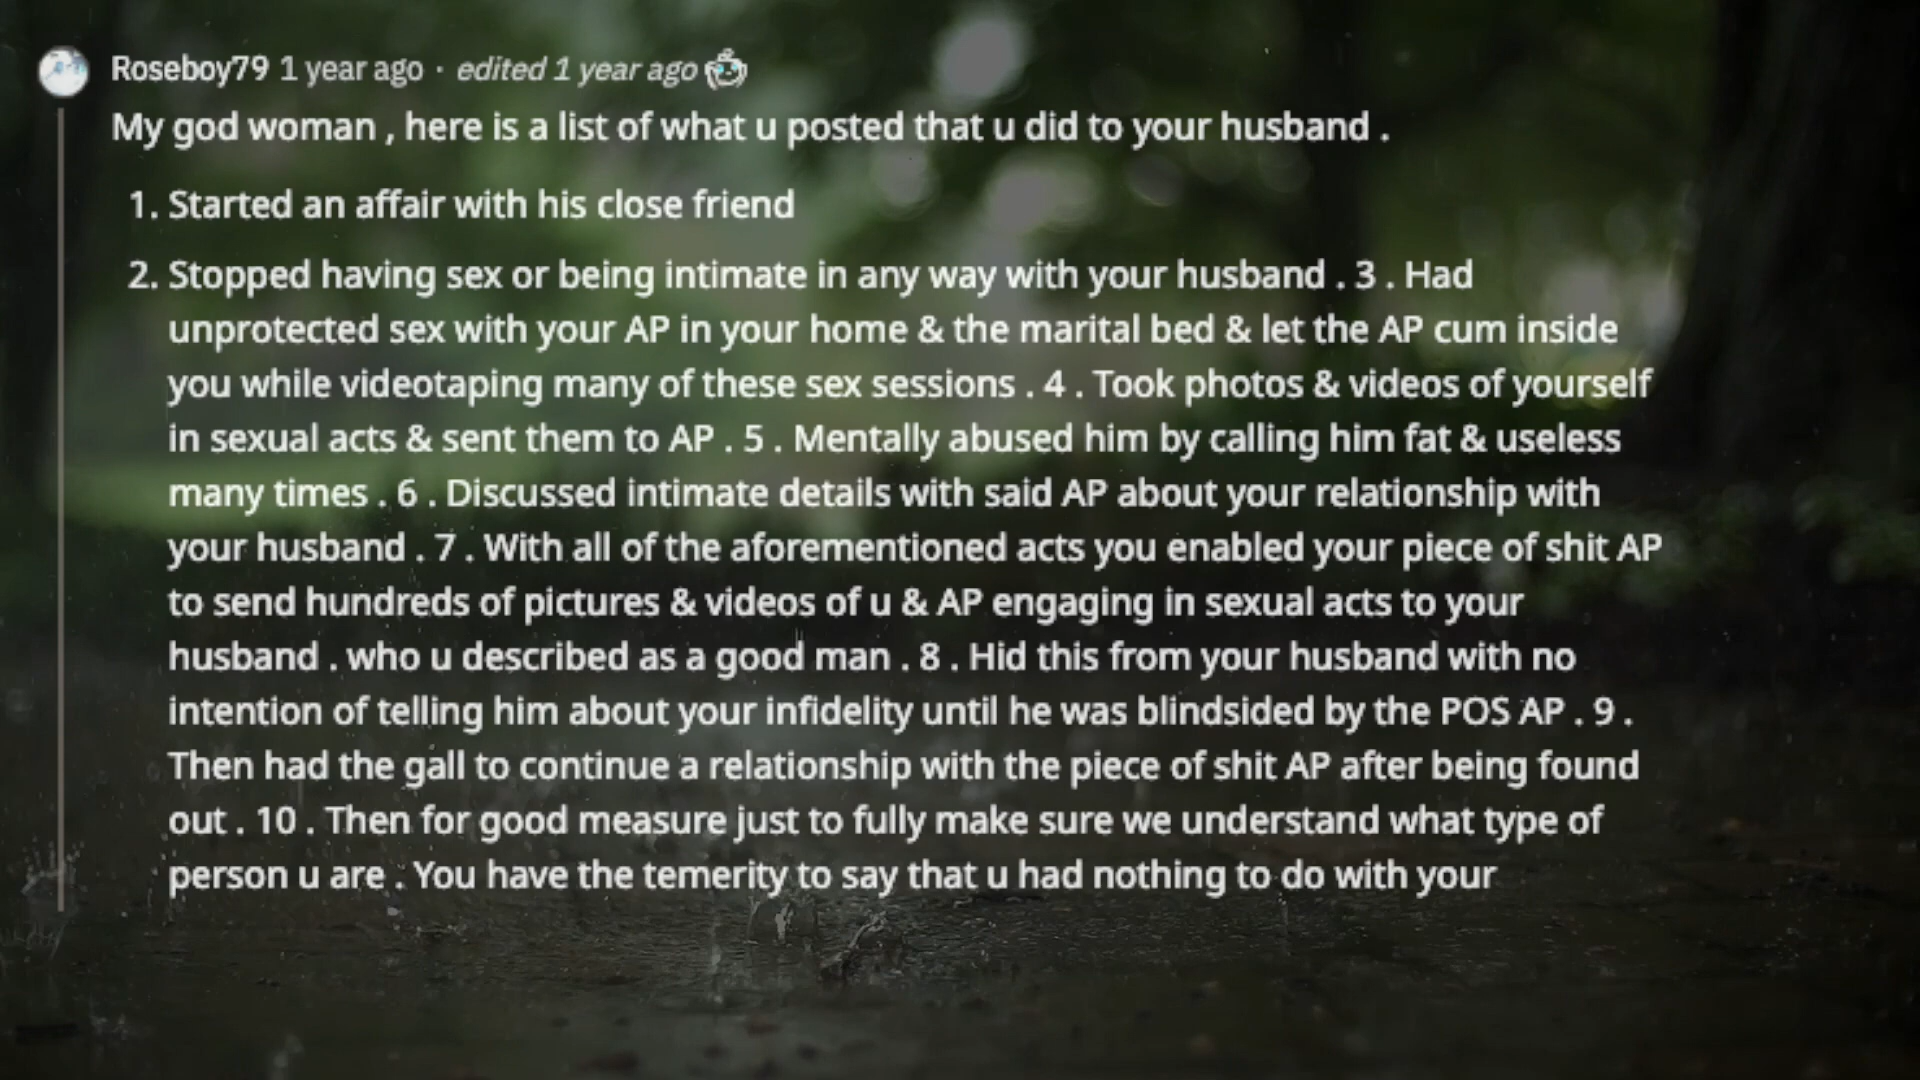 Roseboy79 1 year ago · edited 1 year ago
My god woman , here is a list of what u posted that u did to your husband .
1. Started an affair with his close friend
2. Stopped having sex or being intimate in any way with your husband . 3 . Had
unprotected sex with your AP in your home & the marital bed & let the AP cum inside
you while videotaping many of these sex sessions . 4 . Took photos & videos of yourself
in sexual acts & sent them to AP . 5 . Mentally abused him by calling him fat & useless
many times . 6 . Discussed intimate details with said AP about your relationship with
your husband . 7 . With all of the aforementioned acts you enabled your piece of shit AP
to send hundreds of pictures & videos of u & AP engaging in sexual acts to your
husband . who u described as a good man . 8 . Hid this from your husband with no
intention of telling him about your infidelity until he was blindsided by the POS AP . 9 .
Then had the gall to continue a relationship with the piece of shit AP after being found
out . 10 . Then for good measure just to fully make sure we understand what type of
person u are . You have the temerity to say that u had nothing to do with your